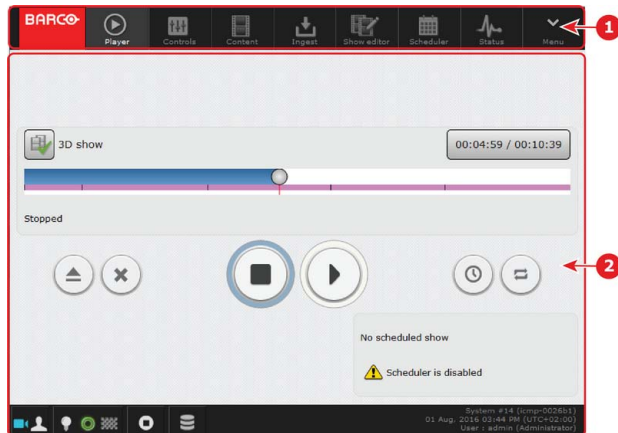 BARCO
Player
Controls
Content
Ingest
Show editor
Scheduler
Status
Menu
1
3D show
00:04:59 / 00:10:39
Stopped
2
No scheduled show
Scheduler is disabled
System #14 (icmp-0026b1)
01 Aug. 2016 03:44 PM (UTC+02:00)
User : admin (Administrator)